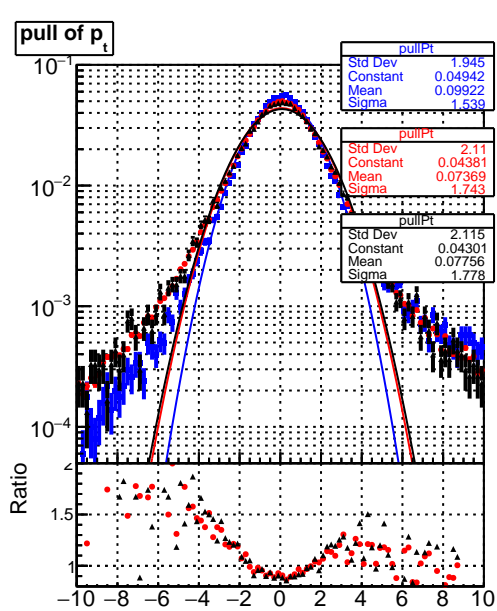 pull of pt
pullPt
Std Dev 1.945
Constant 0.04942
Mean 0.09922
Sigma 1.539
pullPt
Std Dev 2.11
Constant 0.04381
Mean 0.07369
Sigma 1.743
pullPt
Std Dev 2.115
Constant 0.04301
Mean 0.07756
Sigma 1.778
10−1
10−2
10−3
10−4
2
1.5
1
Ratio
−10 −8 −6 −4 −2 0 2 4 6 8 10